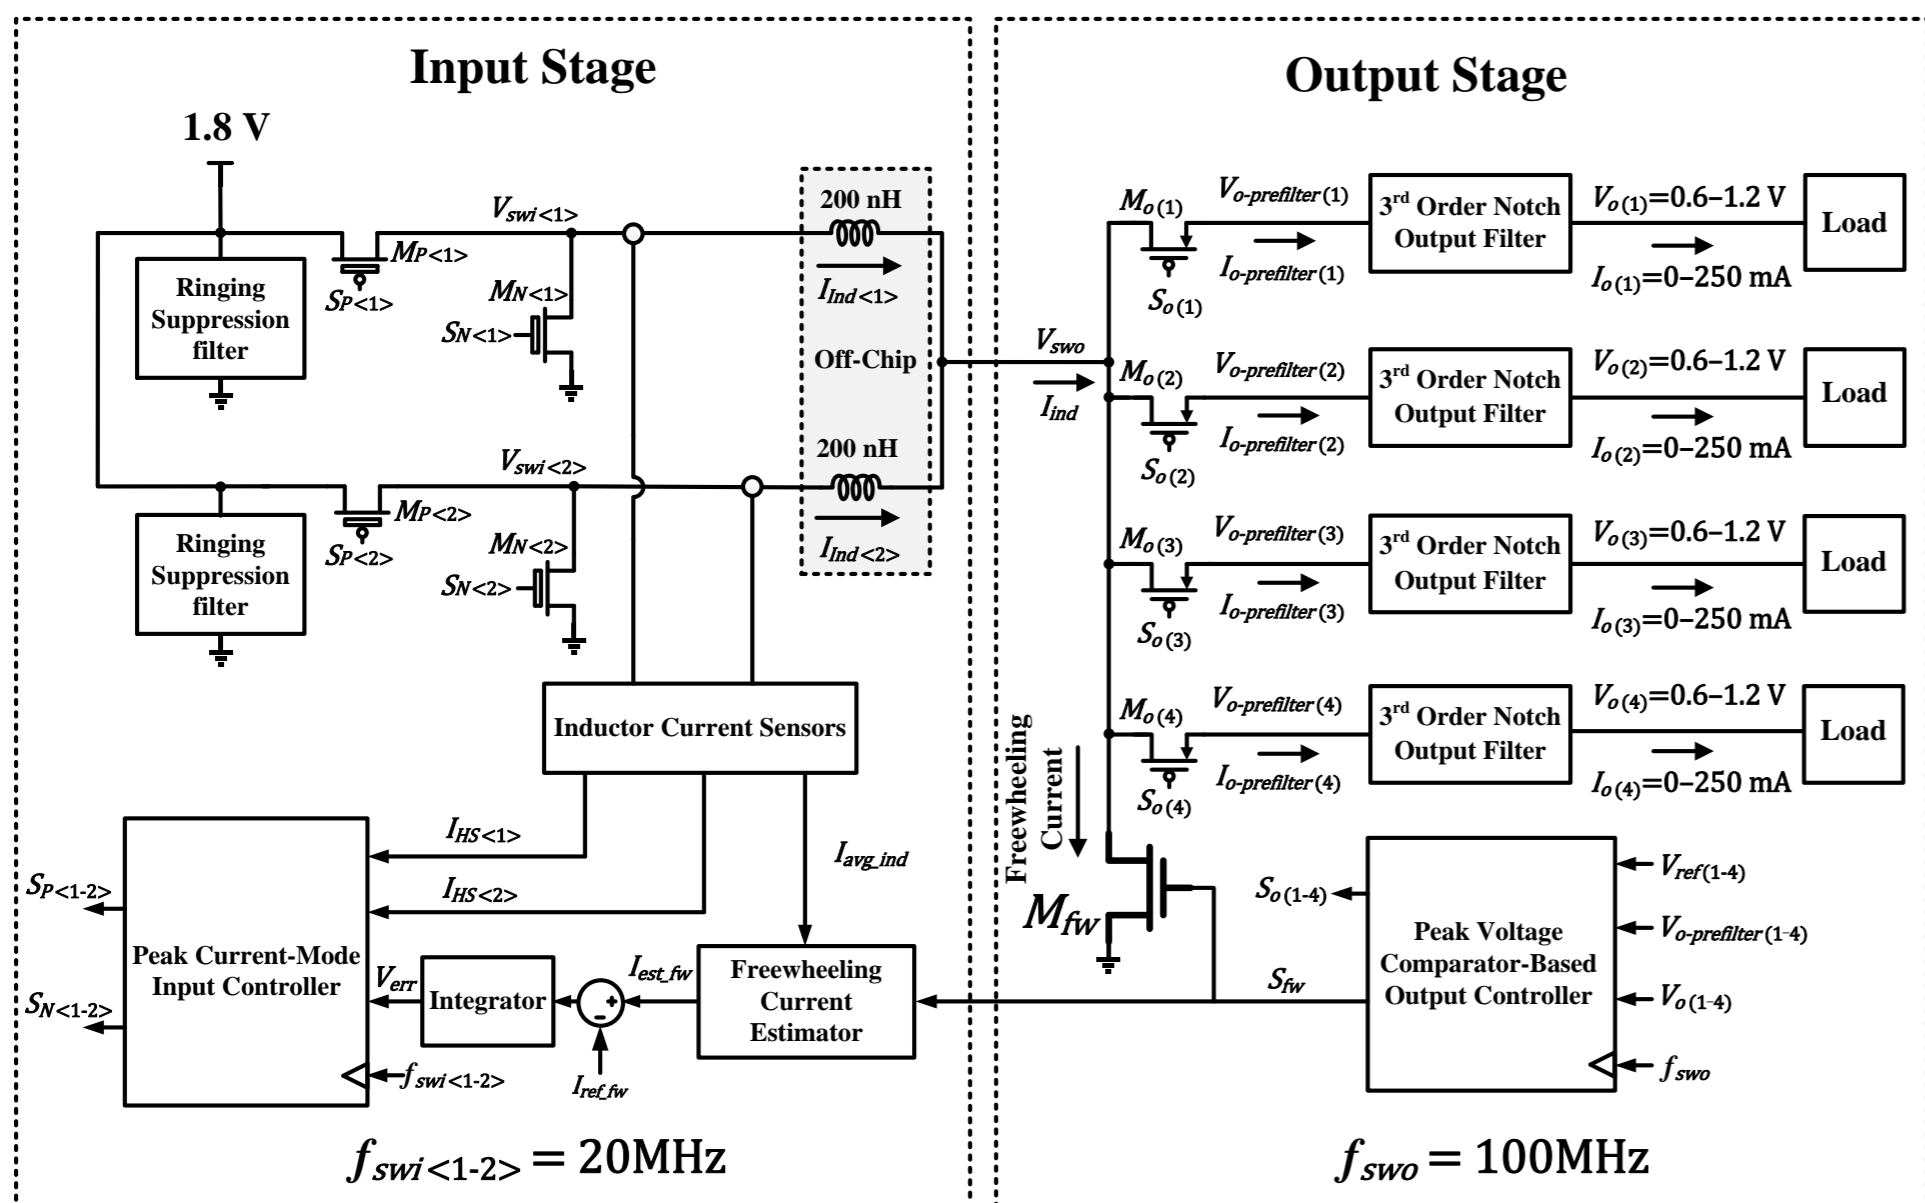 Input Stage
1.8 V
Vswi<1>
MP<1>
SP<1>
MN<1>
SN<1>
Ringing
Suppression
filter
200 nH
IInd<1>
Off-Chip
Vswi<2>
MP<2>
SP<2>
MN<2>
SN<2>
Ringing
Suppression
filter
200 nH
IInd<2>
Inductor Current Sensors
IHS<1>
IHS<2>
Iavg_ind
SP<1-2>
SN<1-2>
Peak Current-Mode
Input Controller
Verr
Integrator
+
-
Iest_fw
Iref_fw
Freewheeling
Current
Estimator
fswi<1-2>
fswi<1-2> = 20MHz
Output Stage
Vswo
Iind
Mo(1)
So(1)
Vo-prefilter(1)
Io-prefilter(1)
3rd Order Notch
Output Filter
Vo(1)=0.6–1.2 V
Io(1)=0–250 mA
Load
Mo(2)
So(2)
Vo-prefilter(2)
Io-prefilter(2)
3rd Order Notch
Output Filter
Vo(2)=0.6–1.2 V
Io(2)=0–250 mA
Load
Mo(3)
So(3)
Vo-prefilter(3)
Io-prefilter(3)
3rd Order Notch
Output Filter
Vo(3)=0.6–1.2 V
Io(3)=0–250 mA
Load
Mo(4)
So(4)
Vo-prefilter(4)
Io-prefilter(4)
3rd Order Notch
Output Filter
Vo(4)=0.6–1.2 V
Io(4)=0–250 mA
Load
Freewheeling
Current
Mfw
Sfw
So(1-4)
Peak Voltage
Comparator-Based
Output Controller
Vref(1-4)
Vo-prefilter(1-4)
Vo(1-4)
fswo
fswo = 100MHz